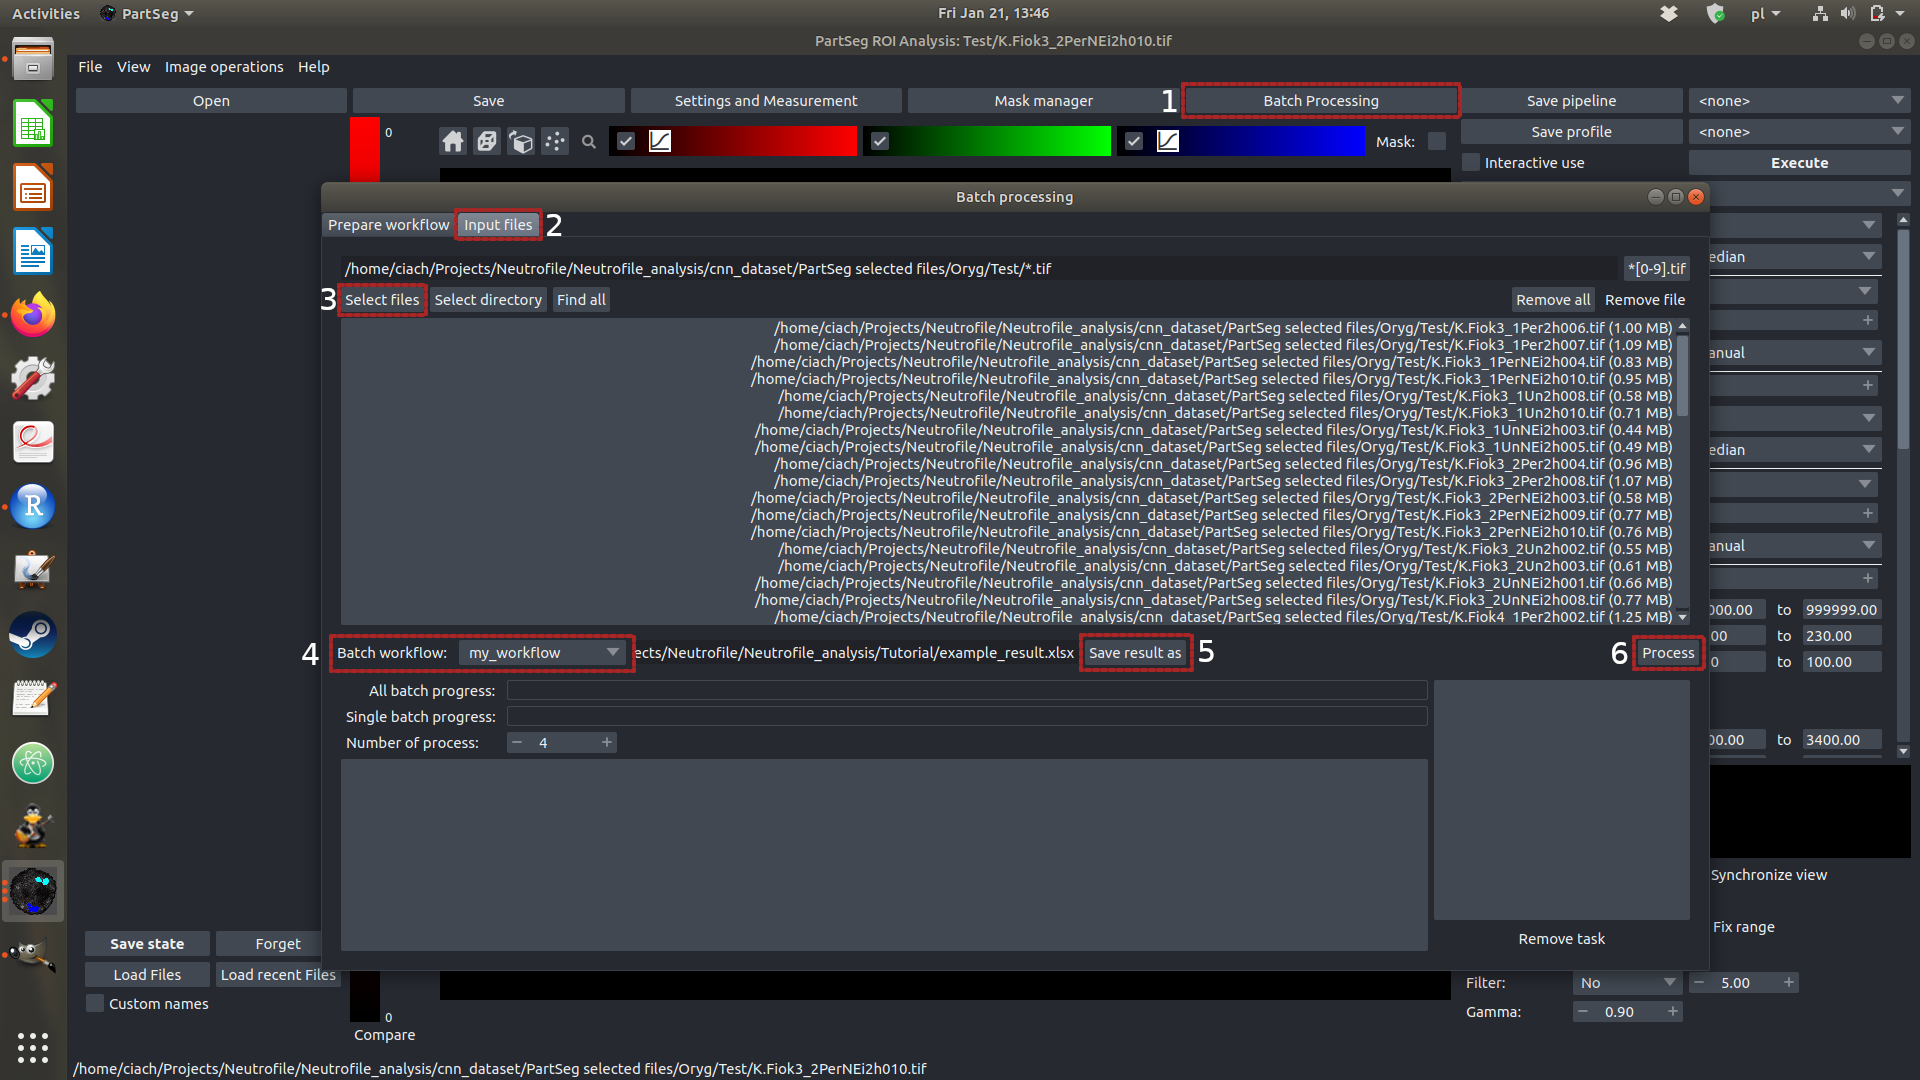 Activities PartSeg Fri Jan 21, 13:46 pl
PartSeg ROI Analysis: Test/K.Fiok3_2PerNEi2h010.tif
File View Image operations Help
Open Save Settings and Measurement Mask manager 1 Batch Processing Save pipeline <none>
0 Mask: Save profile <none>
Interactive use Execute
Batch processing
Prepare workflow Input files 2
/home/ciach/Projects/Neutrofile/Neutrofile_analysis/cnn_dataset/PartSeg selected files/Oryg/Test/*.tif *[0-9].tif
3 Select files Select directory Find all Remove all Remove file
/home/ciach/Projects/Neutrofile/Neutrofile_analysis/cnn_dataset/PartSeg selected files/Oryg/Test/K.Fiok3_1Per2h006.tif (1.00 MB)
/home/ciach/Projects/Neutrofile/Neutrofile_analysis/cnn_dataset/PartSeg selected files/Oryg/Test/K.Fiok3_1Per2h007.tif (1.09 MB)
/home/ciach/Projects/Neutrofile/Neutrofile_analysis/cnn_dataset/PartSeg selected files/Oryg/Test/K.Fiok3_1PerNEi2h004.tif (0.83 MB)
/home/ciach/Projects/Neutrofile/Neutrofile_analysis/cnn_dataset/PartSeg selected files/Oryg/Test/K.Fiok3_1PerNEi2h010.tif (0.95 MB)
/home/ciach/Projects/Neutrofile/Neutrofile_analysis/cnn_dataset/PartSeg selected files/Oryg/Test/K.Fiok3_1Un2h008.tif (0.58 MB)
/home/ciach/Projects/Neutrofile/Neutrofile_analysis/cnn_dataset/PartSeg selected files/Oryg/Test/K.Fiok3_1Un2h010.tif (0.71 MB)
/home/ciach/Projects/Neutrofile/Neutrofile_analysis/cnn_dataset/PartSeg selected files/Oryg/Test/K.Fiok3_1UnNEi2h003.tif (0.44 MB)
/home/ciach/Projects/Neutrofile/Neutrofile_analysis/cnn_dataset/PartSeg selected files/Oryg/Test/K.Fiok3_1UnNEi2h005.tif (0.49 MB)
/home/ciach/Projects/Neutrofile/Neutrofile_analysis/cnn_dataset/PartSeg selected files/Oryg/Test/K.Fiok3_2Per2h004.tif (0.96 MB)
/home/ciach/Projects/Neutrofile/Neutrofile_analysis/cnn_dataset/PartSeg selected files/Oryg/Test/K.Fiok3_2Per2h008.tif (1.07 MB)
/home/ciach/Projects/Neutrofile/Neutrofile_analysis/cnn_dataset/PartSeg selected files/Oryg/Test/K.Fiok3_2PerNEi2h003.tif (0.58 MB)
/home/ciach/Projects/Neutrofile/Neutrofile_analysis/cnn_dataset/PartSeg selected files/Oryg/Test/K.Fiok3_2PerNEi2h009.tif (0.77 MB)
/home/ciach/Projects/Neutrofile/Neutrofile_analysis/cnn_dataset/PartSeg selected files/Oryg/Test/K.Fiok3_2PerNEi2h010.tif (0.76 MB)
/home/ciach/Projects/Neutrofile/Neutrofile_analysis/cnn_dataset/PartSeg selected files/Oryg/Test/K.Fiok3_2Un2h002.tif (0.55 MB)
/home/ciach/Projects/Neutrofile/Neutrofile_analysis/cnn_dataset/PartSeg selected files/Oryg/Test/K.Fiok3_2Un2h003.tif (0.61 MB)
/home/ciach/Projects/Neutrofile/Neutrofile_analysis/cnn_dataset/PartSeg selected files/Oryg/Test/K.Fiok3_2UnNEi2h001.tif (0.66 MB)
/home/ciach/Projects/Neutrofile/Neutrofile_analysis/cnn_dataset/PartSeg selected files/Oryg/Test/K.Fiok3_2UnNEi2h008.tif (0.77 MB)
/home/ciach/Projects/Neutrofile/Neutrofile_analysis/cnn_dataset/PartSeg selected files/Oryg/Test/K.Fiok4_1Per2h002.tif (1.25 MB)
edian
anual
edian
anual
000.00 to 999999.00
00 to 230.00
0 to 100.00
4 Batch workflow: my_workflow ects/Neutrofile/Neutrofile_analysis/Tutorial/example_result.xlsx Save result as 5 6 Process
All batch progress:
Single batch progress:
Number of process: − 4 +
00.00 to 3400.00
Synchronize view
Fix range
Remove task
Save state Forget
Load Files Load recent Files
Custom names
Filter: No − 5.00 +
Gamma: − 0.90 +
0
Compare
/home/ciach/Projects/Neutrofile/Neutrofile_analysis/cnn_dataset/PartSeg selected files/Oryg/Test/K.Fiok3_2PerNEi2h010.tif